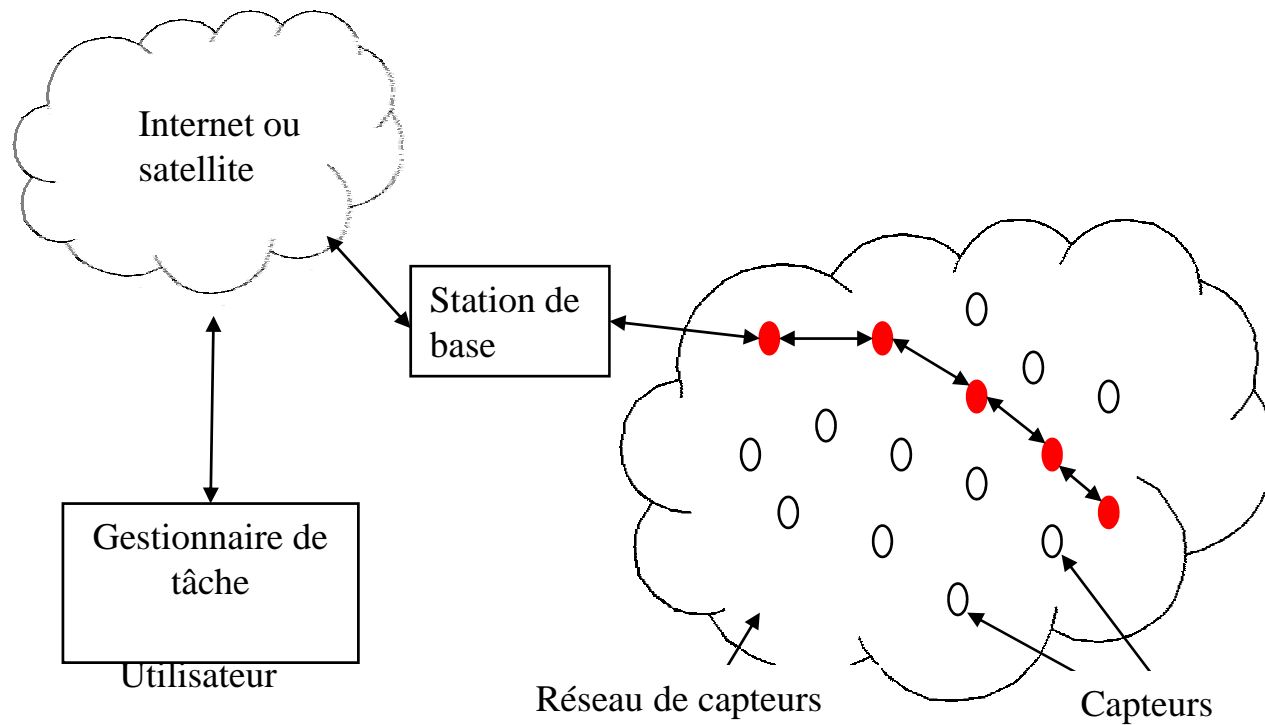 Internet ou
satellite
Station de
base
Gestionnaire de
tâche
Utilisateur
Réseau de capteurs
Capteurs